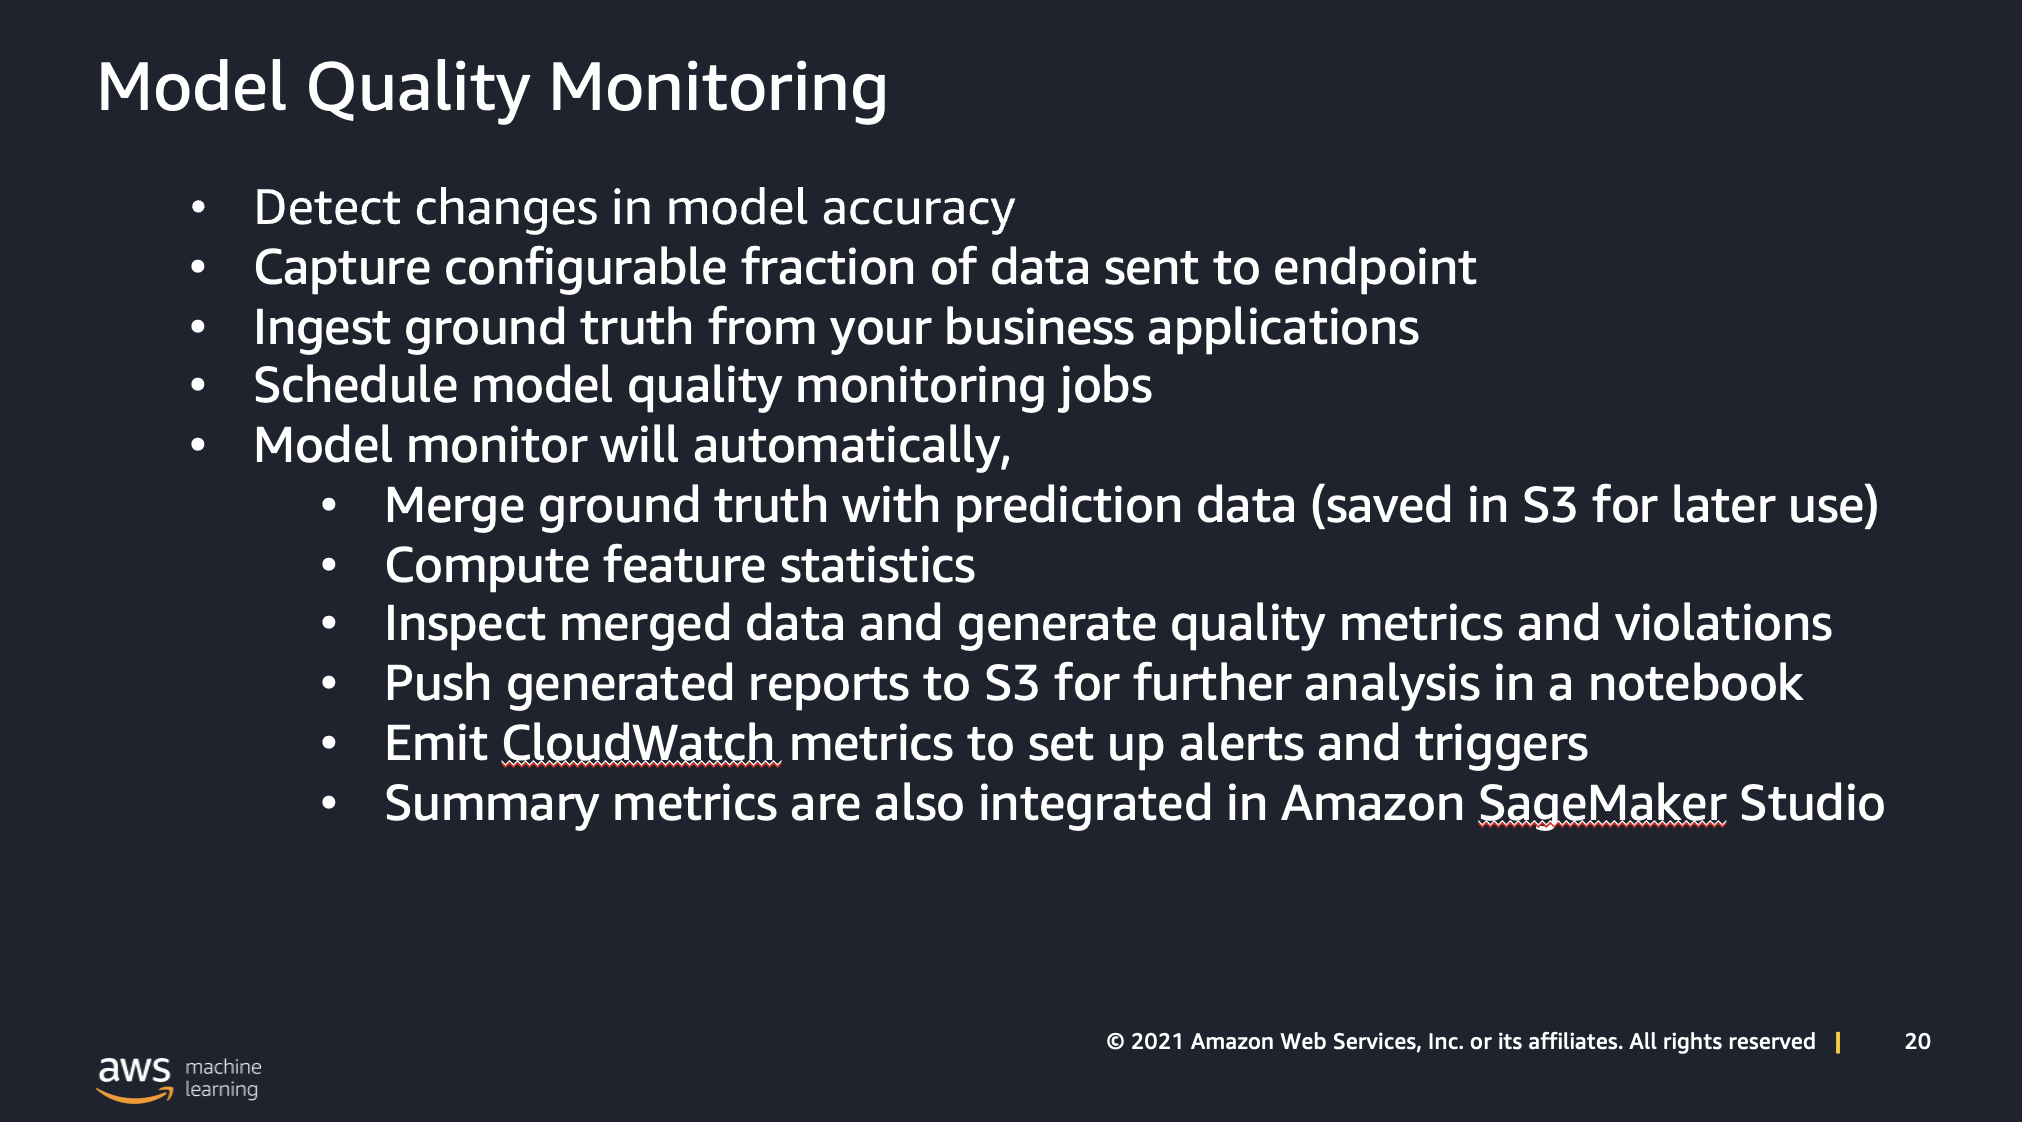 Model Quality Monitoring
• Detect changes in model accuracy
• Capture configurable fraction of data sent to endpoint
• Ingest ground truth from your business applications
• Schedule model quality monitoring jobs
• Model monitor will automatically,
• Merge ground truth with prediction data (saved in S3 for later use)
• Compute feature statistics
• Inspect merged data and generate quality metrics and violations
• Push generated reports to S3 for further analysis in a notebook
• Emit CloudWatch metrics to set up alerts and triggers
• Summary metrics are also integrated in Amazon SageMaker Studio
© 2021 Amazon Web Services, Inc. or its affiliates. All rights reserved | 20
aws machine
learning